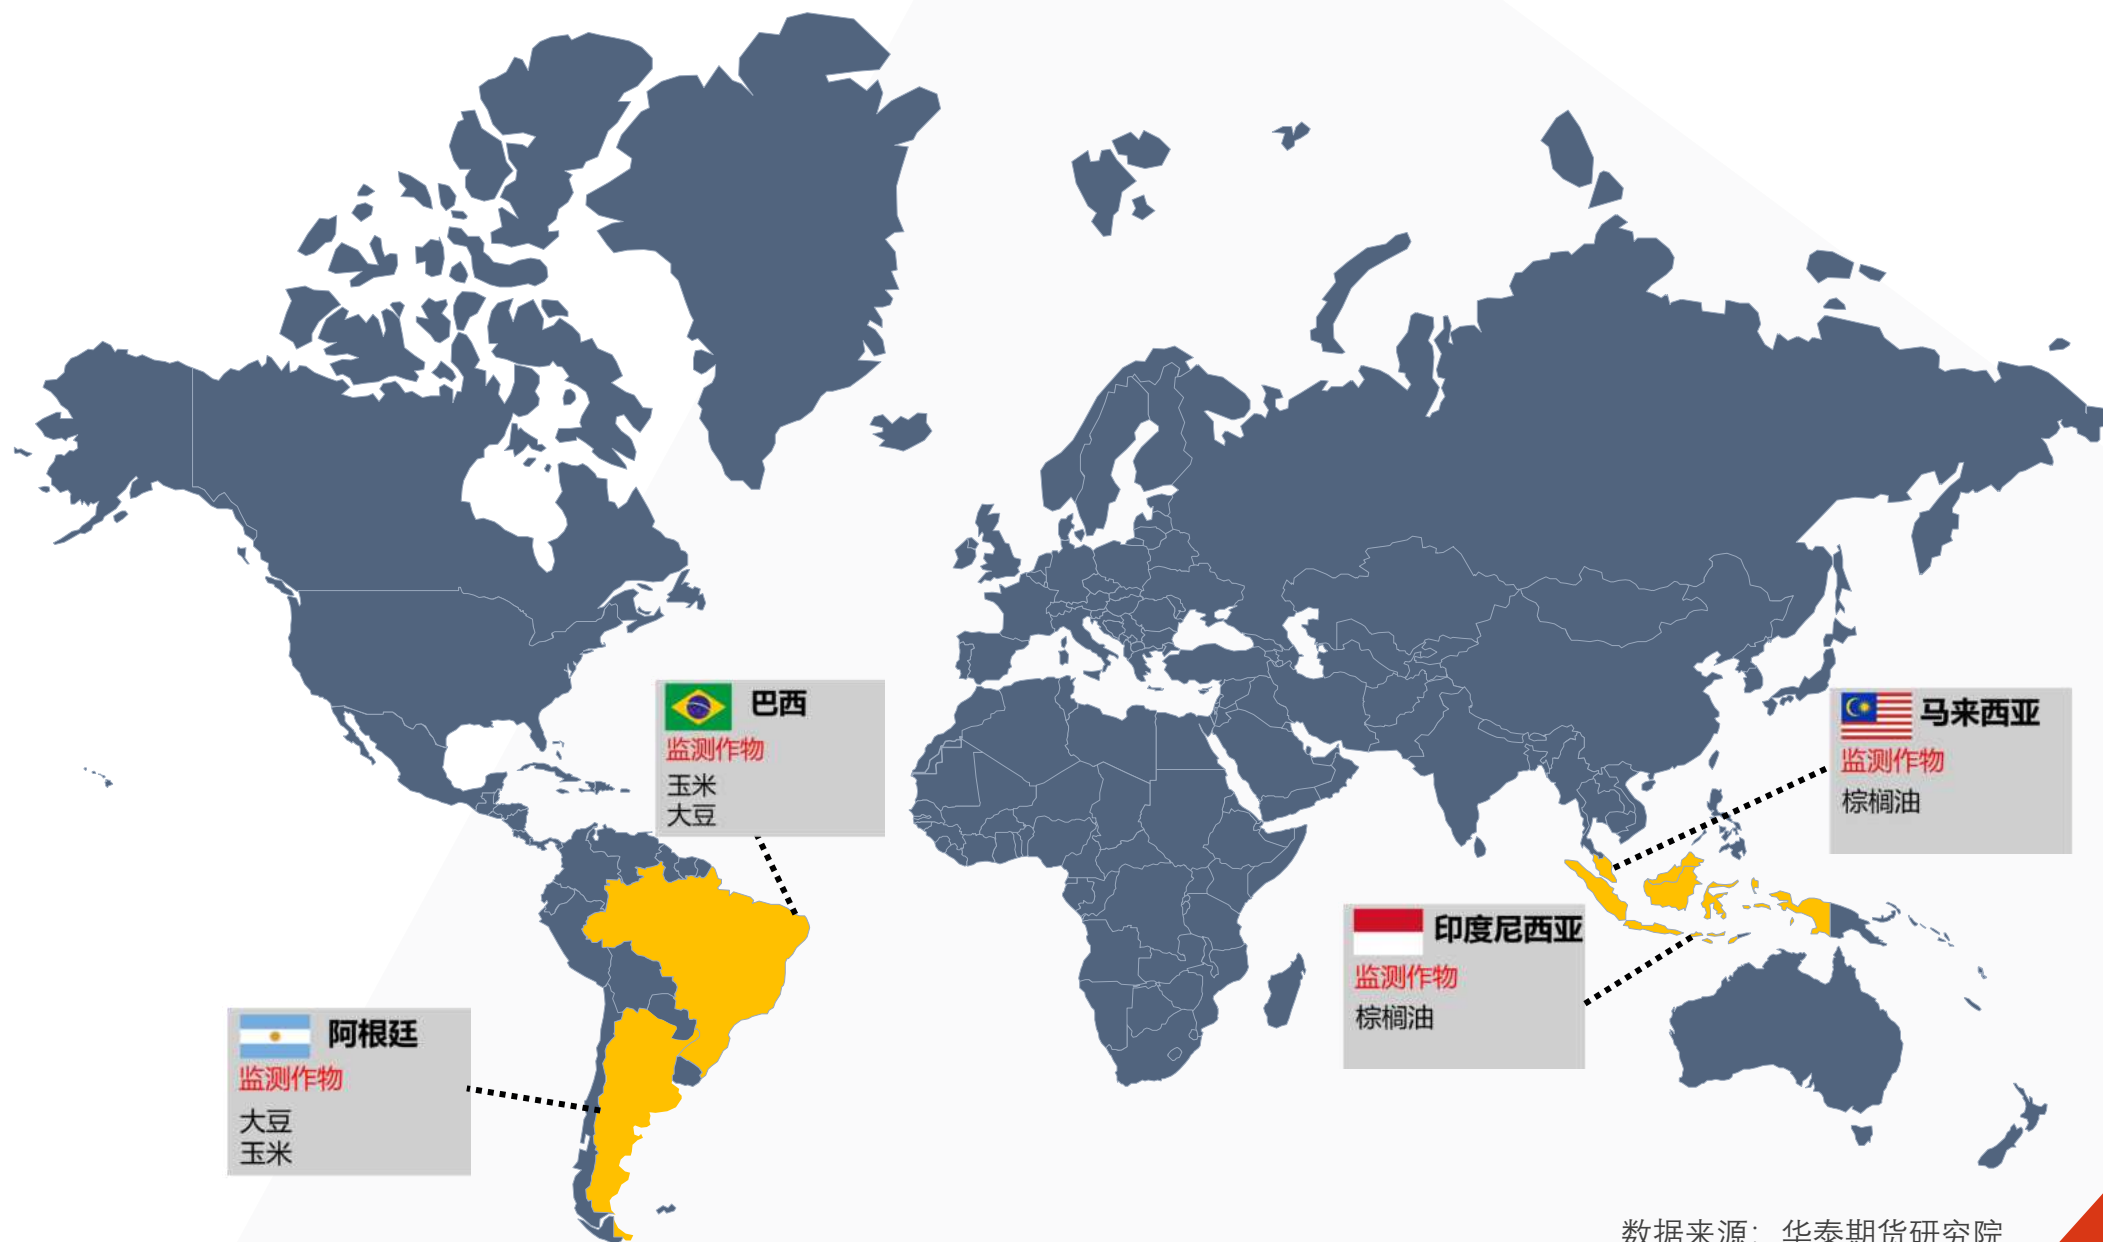 巴西
监测作物
玉米
大豆
马来西亚
监测作物
棕榈油
印度尼西亚
监测作物
棕榈油
阿根廷
监测作物
大豆
玉米
数据来源：华泰期货研究院